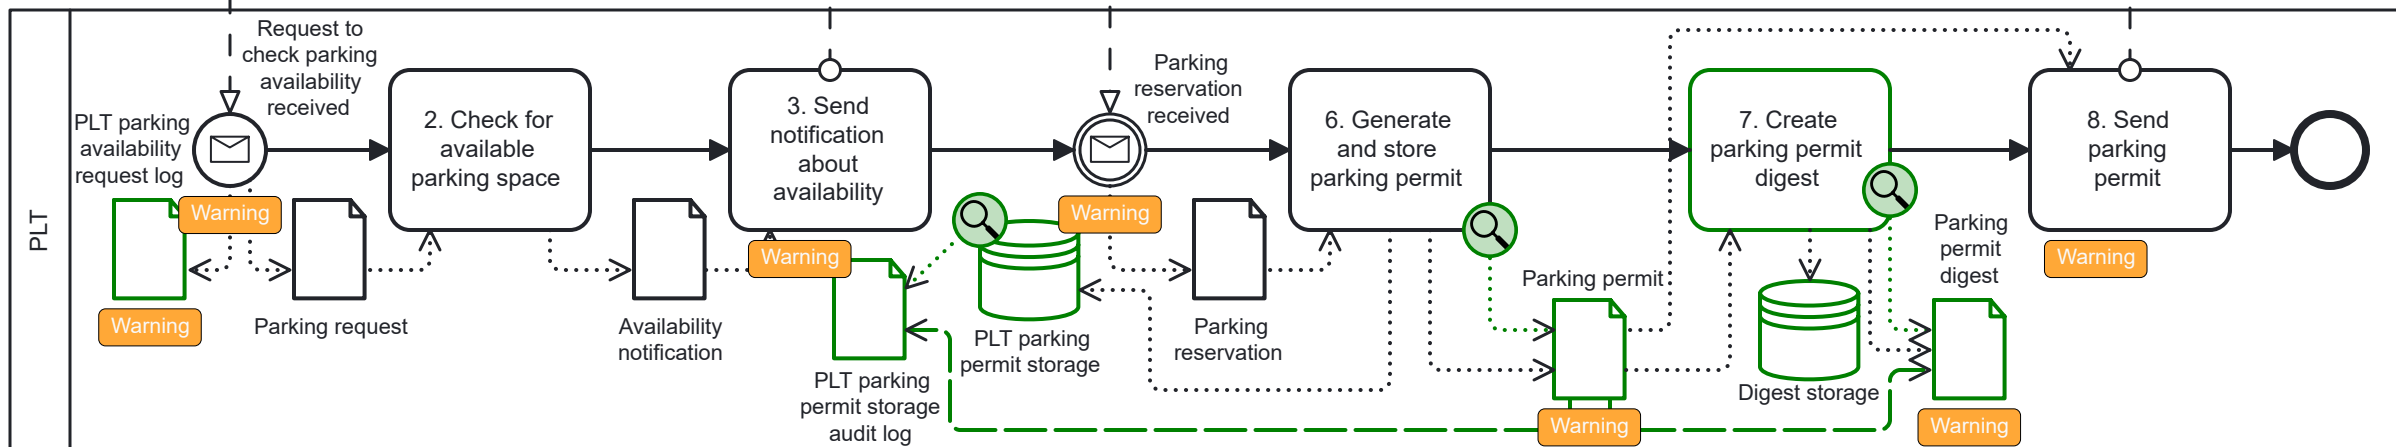 PLT
Request to
check parking
availability
received
PLT parking
availability
request log
Warning
Warning
Parking request
2. Check for
available
parking space
Availability
notification
3. Send
notification
about
availability
Warning
PLT parking
permit storage
audit log
PLT parking
permit storage
Parking
reservation
received
Warning
Parking
reservation
6. Generate
and store
parking permit
Parking permit
Warning
7. Create
parking permit
digest
Digest storage
Parking
permit
digest
Warning
8. Send
parking
permit
Warning